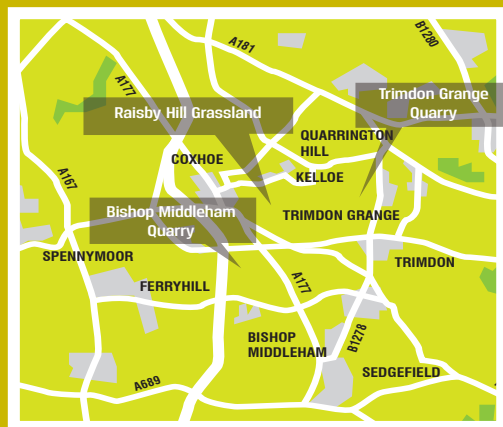 A181
B1280
A177
Trimdon Grange
Quarry
Raisby Hill Grassland
QUARRINGTON
HILL
COXHOE
KELLOE
A167
Bishop Middleham
Quarry
TRIMDON GRANGE
SPENNYMOOR
TRIMDON
FERRYHILL
A177
BISHOP
MIDDLEHAM
B1278
SEDGEFIELD
A689